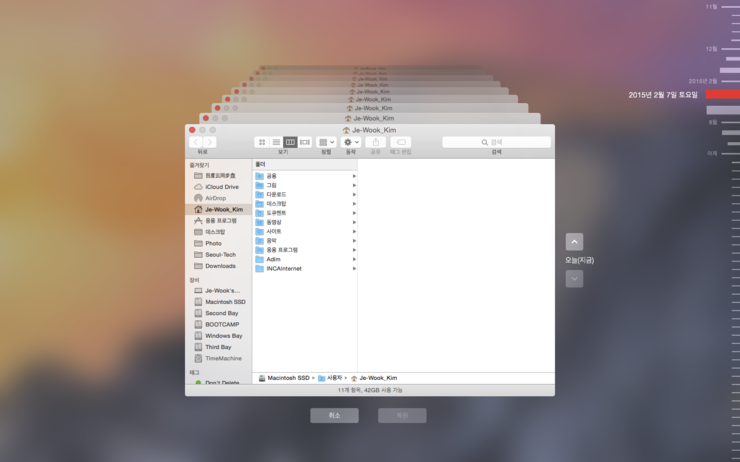 11월
12월
2015년 2월
2015년 2월 7일 토요일
9일
어제
Je-Wook_Kim
Je-Wook_Kim
Je-Wook_Kim
Je-Wook_Kim
Je-Wook_Kim
뒤로
보기
정렬
동작
공유
태그 편집
검색
검색
즐겨찾기
iCloud Drive
AirDrop
Je-Wook_Kim
응용 프로그램
데스크탑
Photo
Seoul-Tech
Downloads
장비
Je-Wook's...
Macintosh SSD
Second Bay
BOOTCAMP
Windows Bay
Third Bay
TimeMachine
태그
Don't Delete
폴더
공용
그림
다운로드
데스크탑
도큐멘트
동영상
사이트
음악
응용 프로그램
Adim
INCAInternet
오늘(지금)
Macintosh SSD ▸ 사용자 ▸ Je-Wook_Kim
11개 항목, 42GB 사용 가능
취소
복원